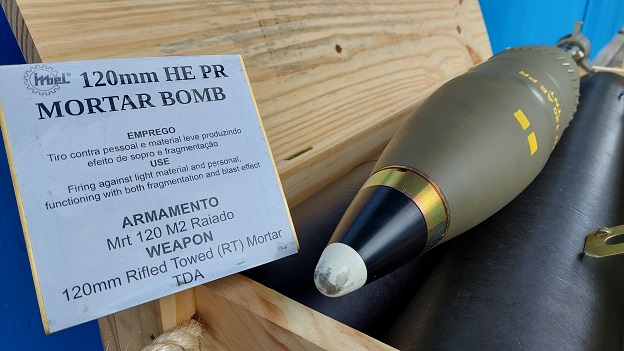 imbel 120mm HE PR
MORTAR BOMB
EMPREGO
Tiro contra pessoal e material leve produzindo
efeito de sopro e fragmentação
USE
Firing against light material and personal,
functioning with both fragmentation and blast effect
ARMAMENTO
Mrt 120 M2 Raiado
WEAPON
120mm Rifled Towed (RT) Mortar
TDA